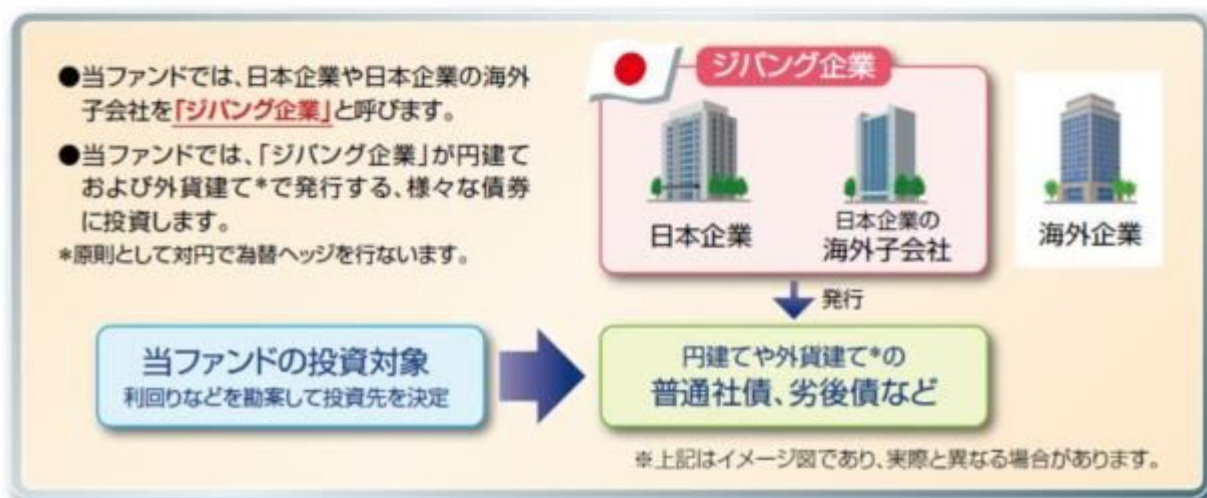 ●当ファンドでは、日本企業や日本企業の海外
子会社を「ジパング企業」と呼びます。
●当ファンドでは、「ジパング企業」が円建て
および外貨建て*で発行する、様々な債券
に投資します。
*原則として対円で為替ヘッジを行ないます。
ジパング企業
日本企業
日本企業の
海外子会社
海外企業
発行
当ファンドの投資対象
利回りなどを勘案して投資先を決定
円建てや外貨建て*の
普通社債、劣後債など
※上記はイメージ図であり、実際と異なる場合があります。